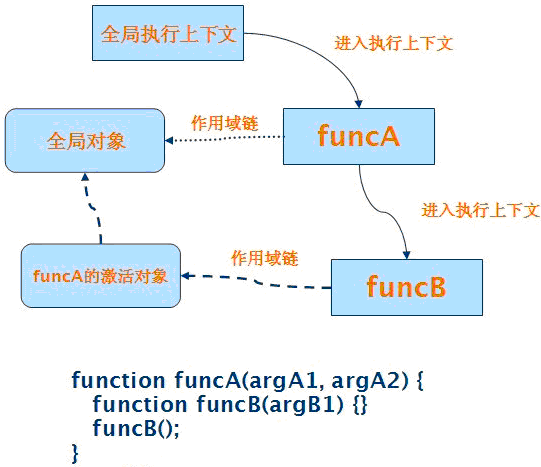 全局执行上下文
进入执行上下文
全局对象
作用域链
funcA
进入执行上下文
funcA的激活对象
作用域链
funcB
function funcA(argA1, argA2) {
function funcB(argB1) {}
funcB();
}